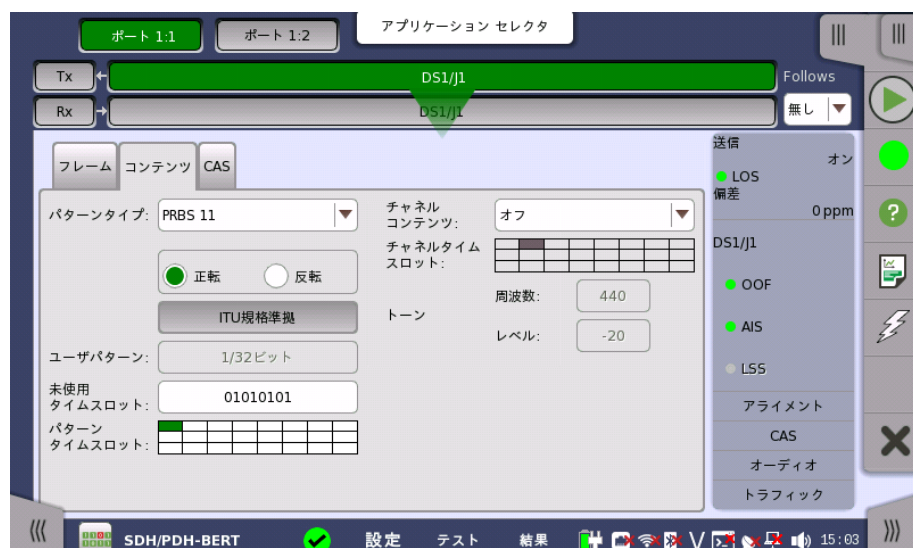 アプリケーション セレクタ
ポート 1:1
ポート 1:2
Tx
DS1/J1
Follows
Rx
DS1/J1
無し
フレーム
コンテンツ
CAS
パターンタイプ:
PRBS 11
正転
反転
ITU規格準拠
ユーザパターン:
1/32ビット
未使用
タイムスロット:
01010101
パターン
タイムスロット:
チャネル
コンテンツ:
オフ
チャネルタイム
スロット:
トーン
周波数:
440
レベル:
-20
送信
オン
LOS
偏差
0 ppm
DS1/J1
OOF
AIS
LSS
アライメント
CAS
オーディオ
トラフィック
SDH/PDH-BERT
設定
テスト
結果
15:03